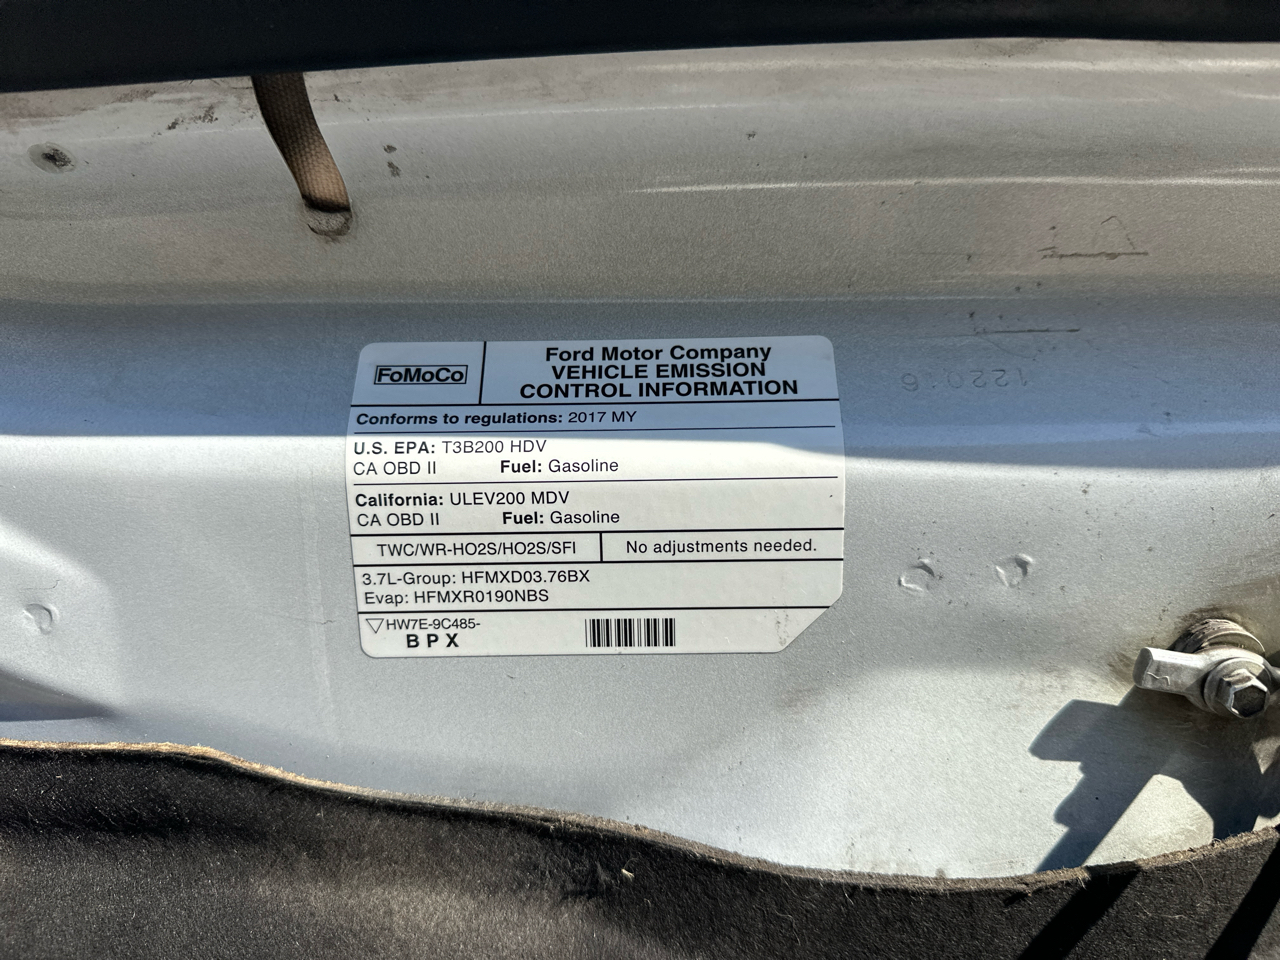 FoMoCo
Ford Motor Company
VEHICLE EMISSION
CONTROL INFORMATION
Conforms to regulations: 2017 MY
U.S. EPA: T3B200 HDV
CA OBD II Fuel: Gasoline
California: ULEV200 MDV
CA OBD II Fuel: Gasoline
TWC/WR-HO2S/HO2S/SFI
No adjustments needed.
3.7L-Group: HFMXD03.76BX
Evap: HFMXR0190NBS
HW7E-9C485-
BPX